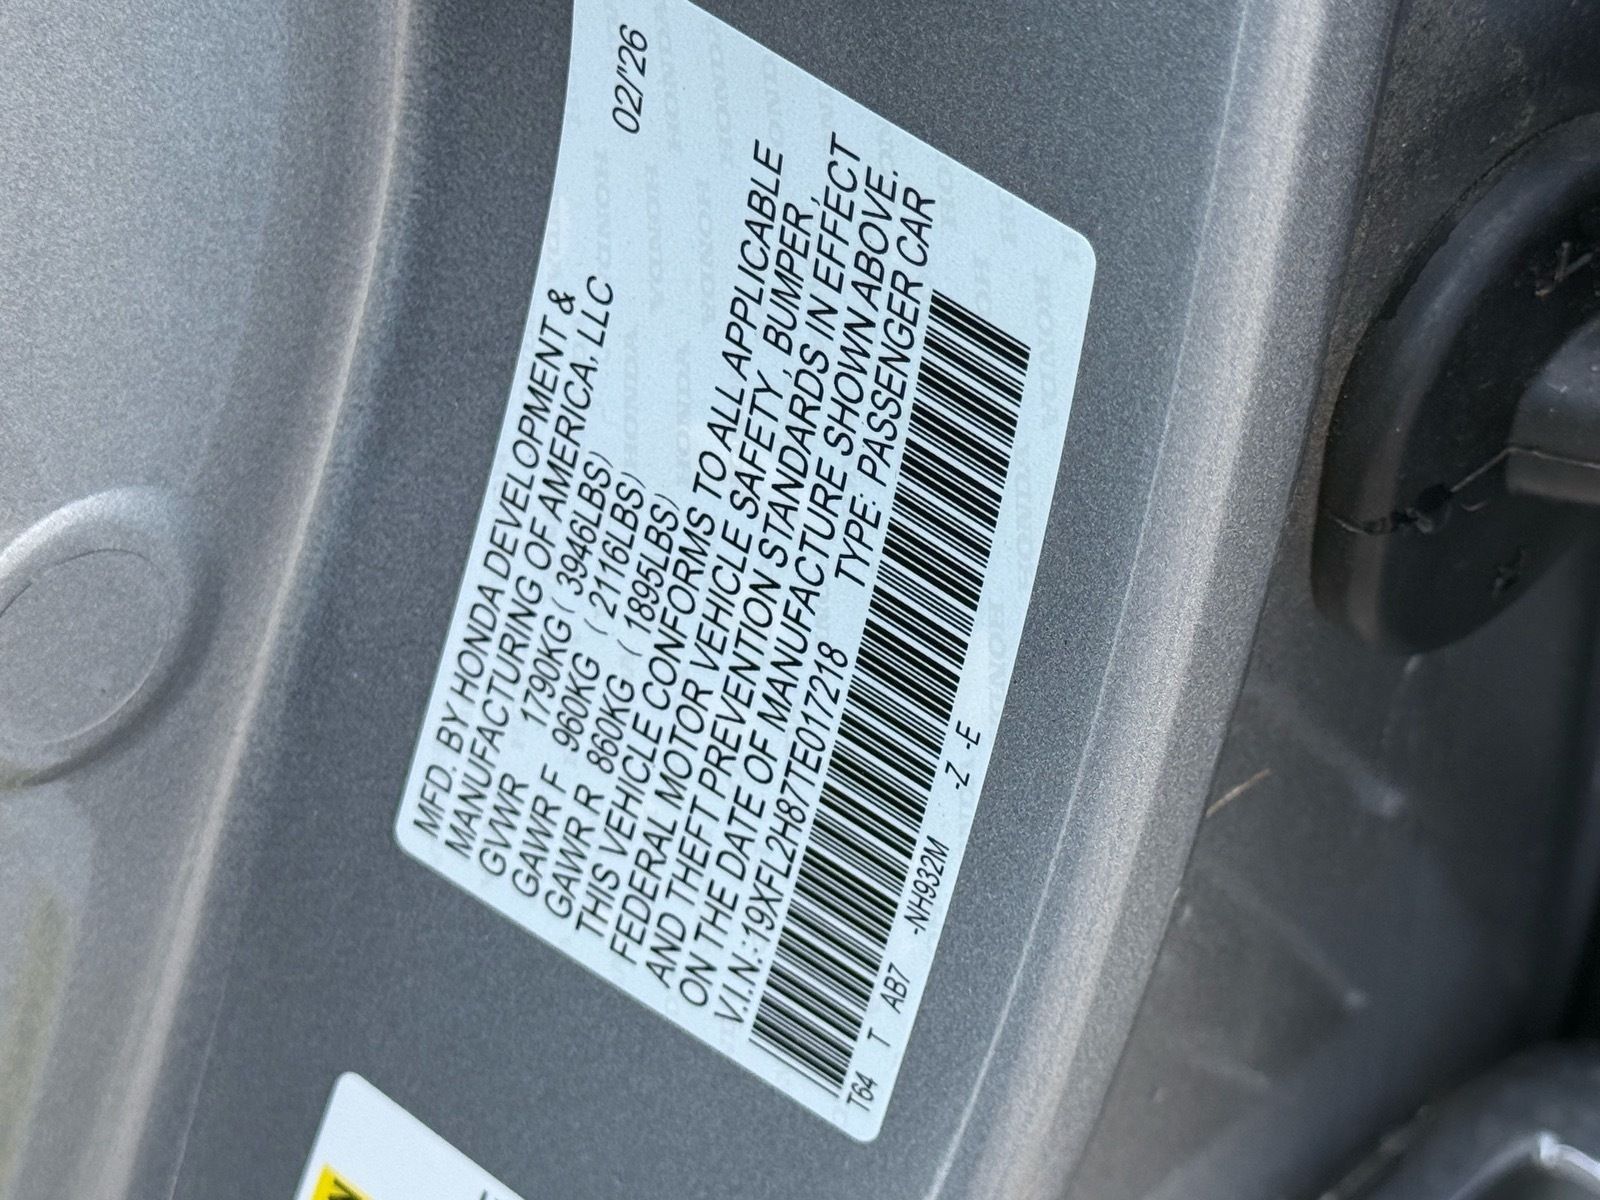 MFD. BY HONDA DEVELOPMENT &
MANUFACTURING OF AMERICA, LLC 02/'26
GVWR 1790KG ( 3946LBS)
GAWR F 960KG ( 2116LBS)
GAWR R 860KG ( 1895LBS)
THIS VEHICLE CONFORMS TO ALL APPLICABLE
FEDERAL MOTOR VEHICLE SAFETY, BUMPER,
AND THEFT PREVENTION STANDARDS IN EFFECT
ON THE DATE OF MANUFACTURE SHOWN ABOVE.
V.I.N.:19XFL2H87TE017218 TYPE: PASSENGER CAR
T64 T AB7 -NH932M -Z -E
HONDA